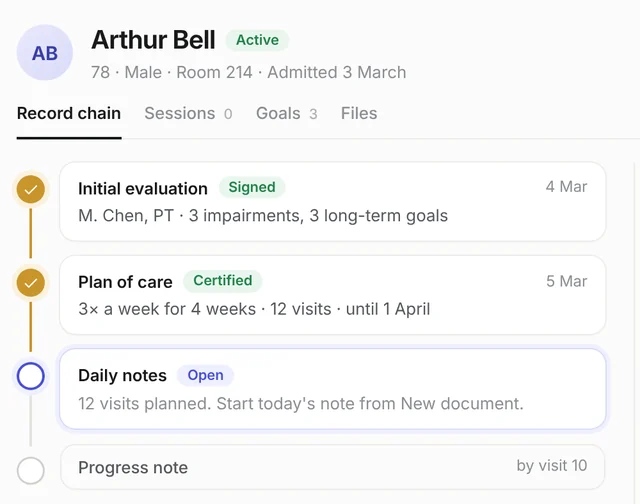 AB
Arthur Bell Active
78 · Male · Room 214 · Admitted 3 March
Record chain Sessions 0 Goals 3 Files
Initial evaluation Signed 4 Mar
M. Chen, PT · 3 impairments, 3 long-term goals
Plan of care Certified 5 Mar
3× a week for 4 weeks · 12 visits · until 1 April
Daily notes Open
12 visits planned. Start today's note from New document.
Progress note by visit 10